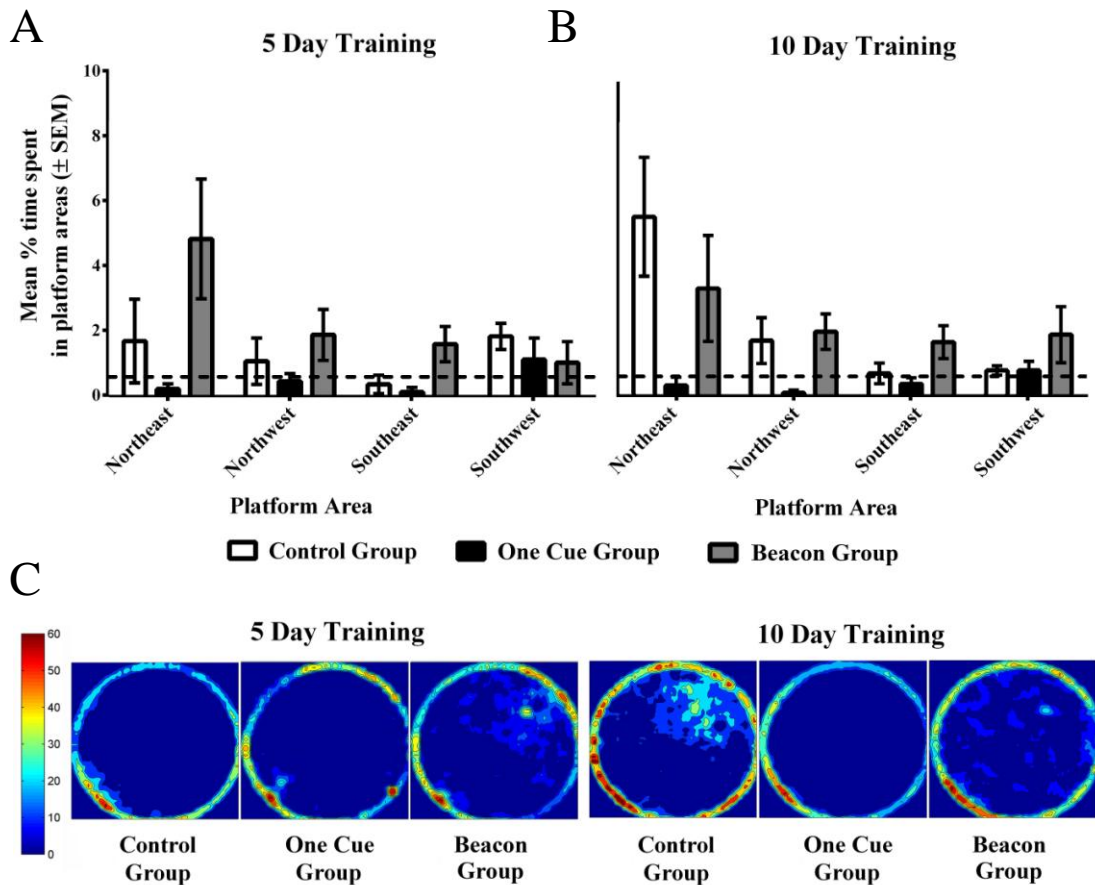 A
B
5 Day Training
10 Day Training
Mean % time spent
in platform areas (± SEM)
10
8
6
4
2
0
Northeast
Northwest
Southeast
Southwest
Northeast
Northwest
Southeast
Southwest
Platform Area
Platform Area
Control Group
One Cue Group
Beacon Group
C
5 Day Training
10 Day Training
60
50
40
30
20
10
0
Control
Group
One Cue
Group
Beacon
Group
Control
Group
One Cue
Group
Beacon
Group